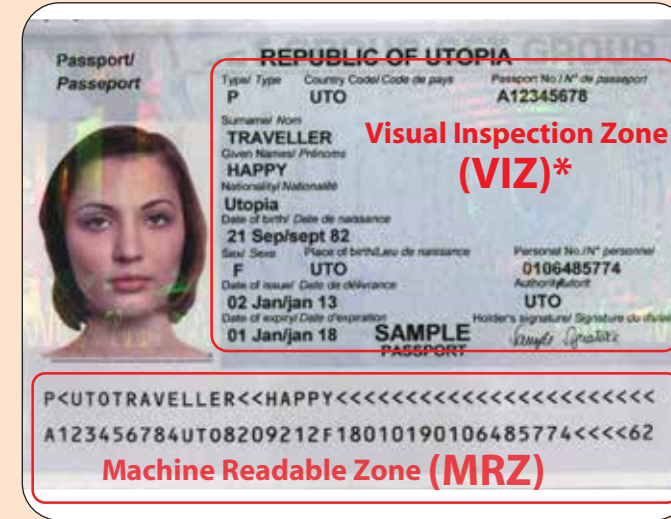 Passport/
Passeport
REPUBLIC OF UTOPIA
Type/ Type Country Code/ Code de pays Passport No./N° de passeport
P UTO A12345678
Surname/ Nom
TRAVELLER
Given Names/ Prénoms
HAPPY
Visual Inspection Zone
(VIZ)*
Nationality/ Nationalité
Utopia
Date of birth/ Date de naissance
21 Sep/sept 82
Sex/ Sexe Place of birth/Lieu de naissance Personal No./N° personnel
F UTO 0106485774
Date of issue/ Date de délivrance Authority/
02 Jan/jan 13 UTO
Date of expiry/ Date d'expiration Holder's signature/ Signature du titulaire
01 Jan/jan 18 SAMPLE Sample Signature
PASSPORT
P<UTOTRAVELLER<<HAPPY<<<<<<<<<<<<<<<<<<<<<<<
A123456784UTO8209212F18010190106485774<<<<62
Machine Readable Zone (MRZ)